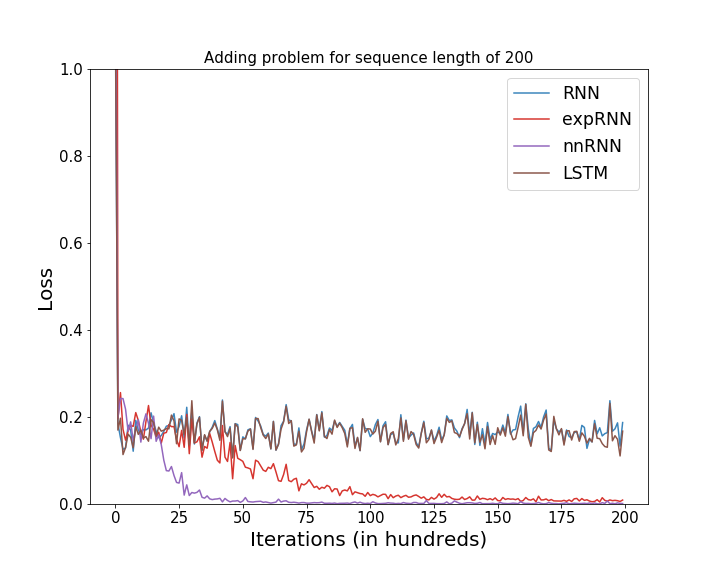 Adding problem for sequence length of 200
1.0
0.8
0.6
0.4
0.2
0.0
Loss
RNN
expRNN
nnRNN
LSTM
0 25 50 75 100 125 150 175 200
Iterations (in hundreds)